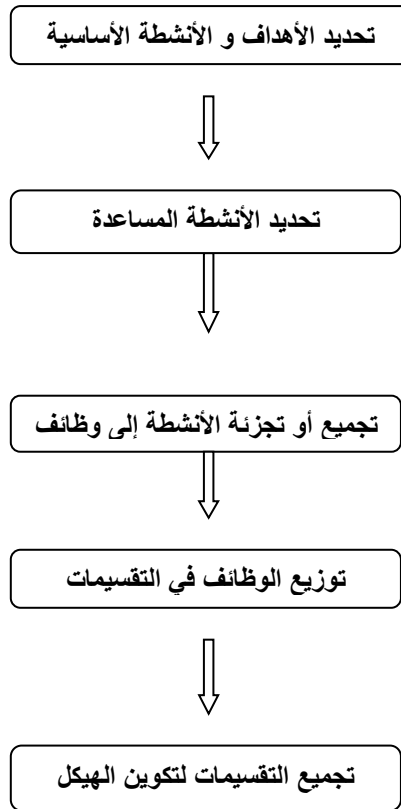 تحديد الأهداف و الأنشطة الأساسية
تحديد الأنشطة المساعدة
تجميع أو تجزئة الأنشطة إلى وظائف
توزيع الوظائف في التقسيمات
تجميع التقسيمات لتكوين الهيكل